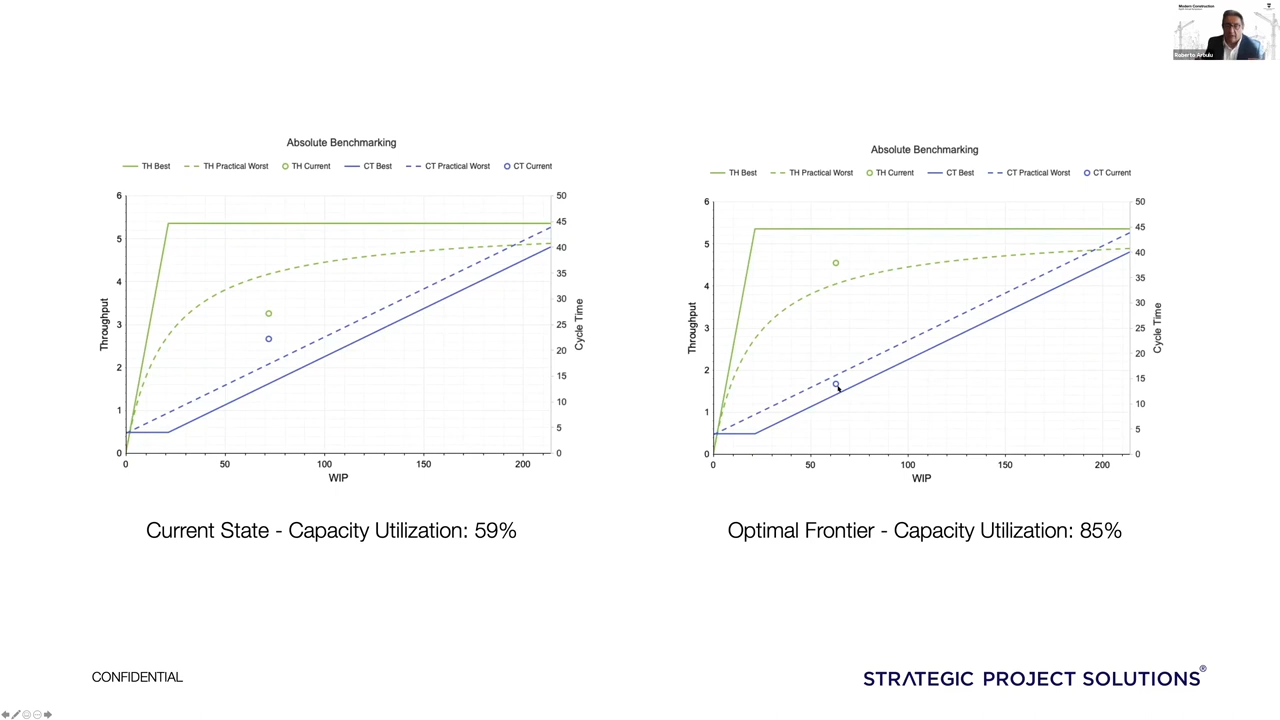 Modern Construction
Roberto Arbulu
Absolute Benchmarking
TH Best TH Practical Worst TH Current CT Best CT Practical Worst CT Current
6 5 4 3 2 1 0
Throughput
50 45 40 35 30 25 20 15 10 5 0
Cycle Time
0 50 100 150 200
WIP
Current State - Capacity Utilization: 59%
Absolute Benchmarking
TH Best TH Practical Worst TH Current CT Best CT Practical Worst CT Current
6 5 4 3 2 1 0
Throughput
50 45 40 35 30 25 20 15 10 5 0
Cycle Time
0 50 100 150 200
WIP
Optimal Frontier - Capacity Utilization: 85%
CONFIDENTIAL
STRATEGIC PROJECT SOLUTIONS®